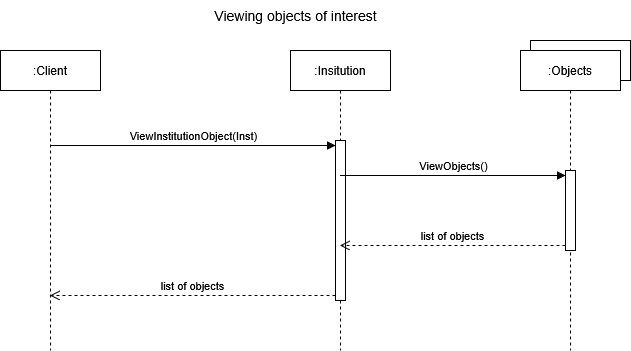 Viewing objects of interest
:Client
:Insitution
:Objects
ViewInstitutionObject(Inst)
ViewObjects()
list of objects
list of objects